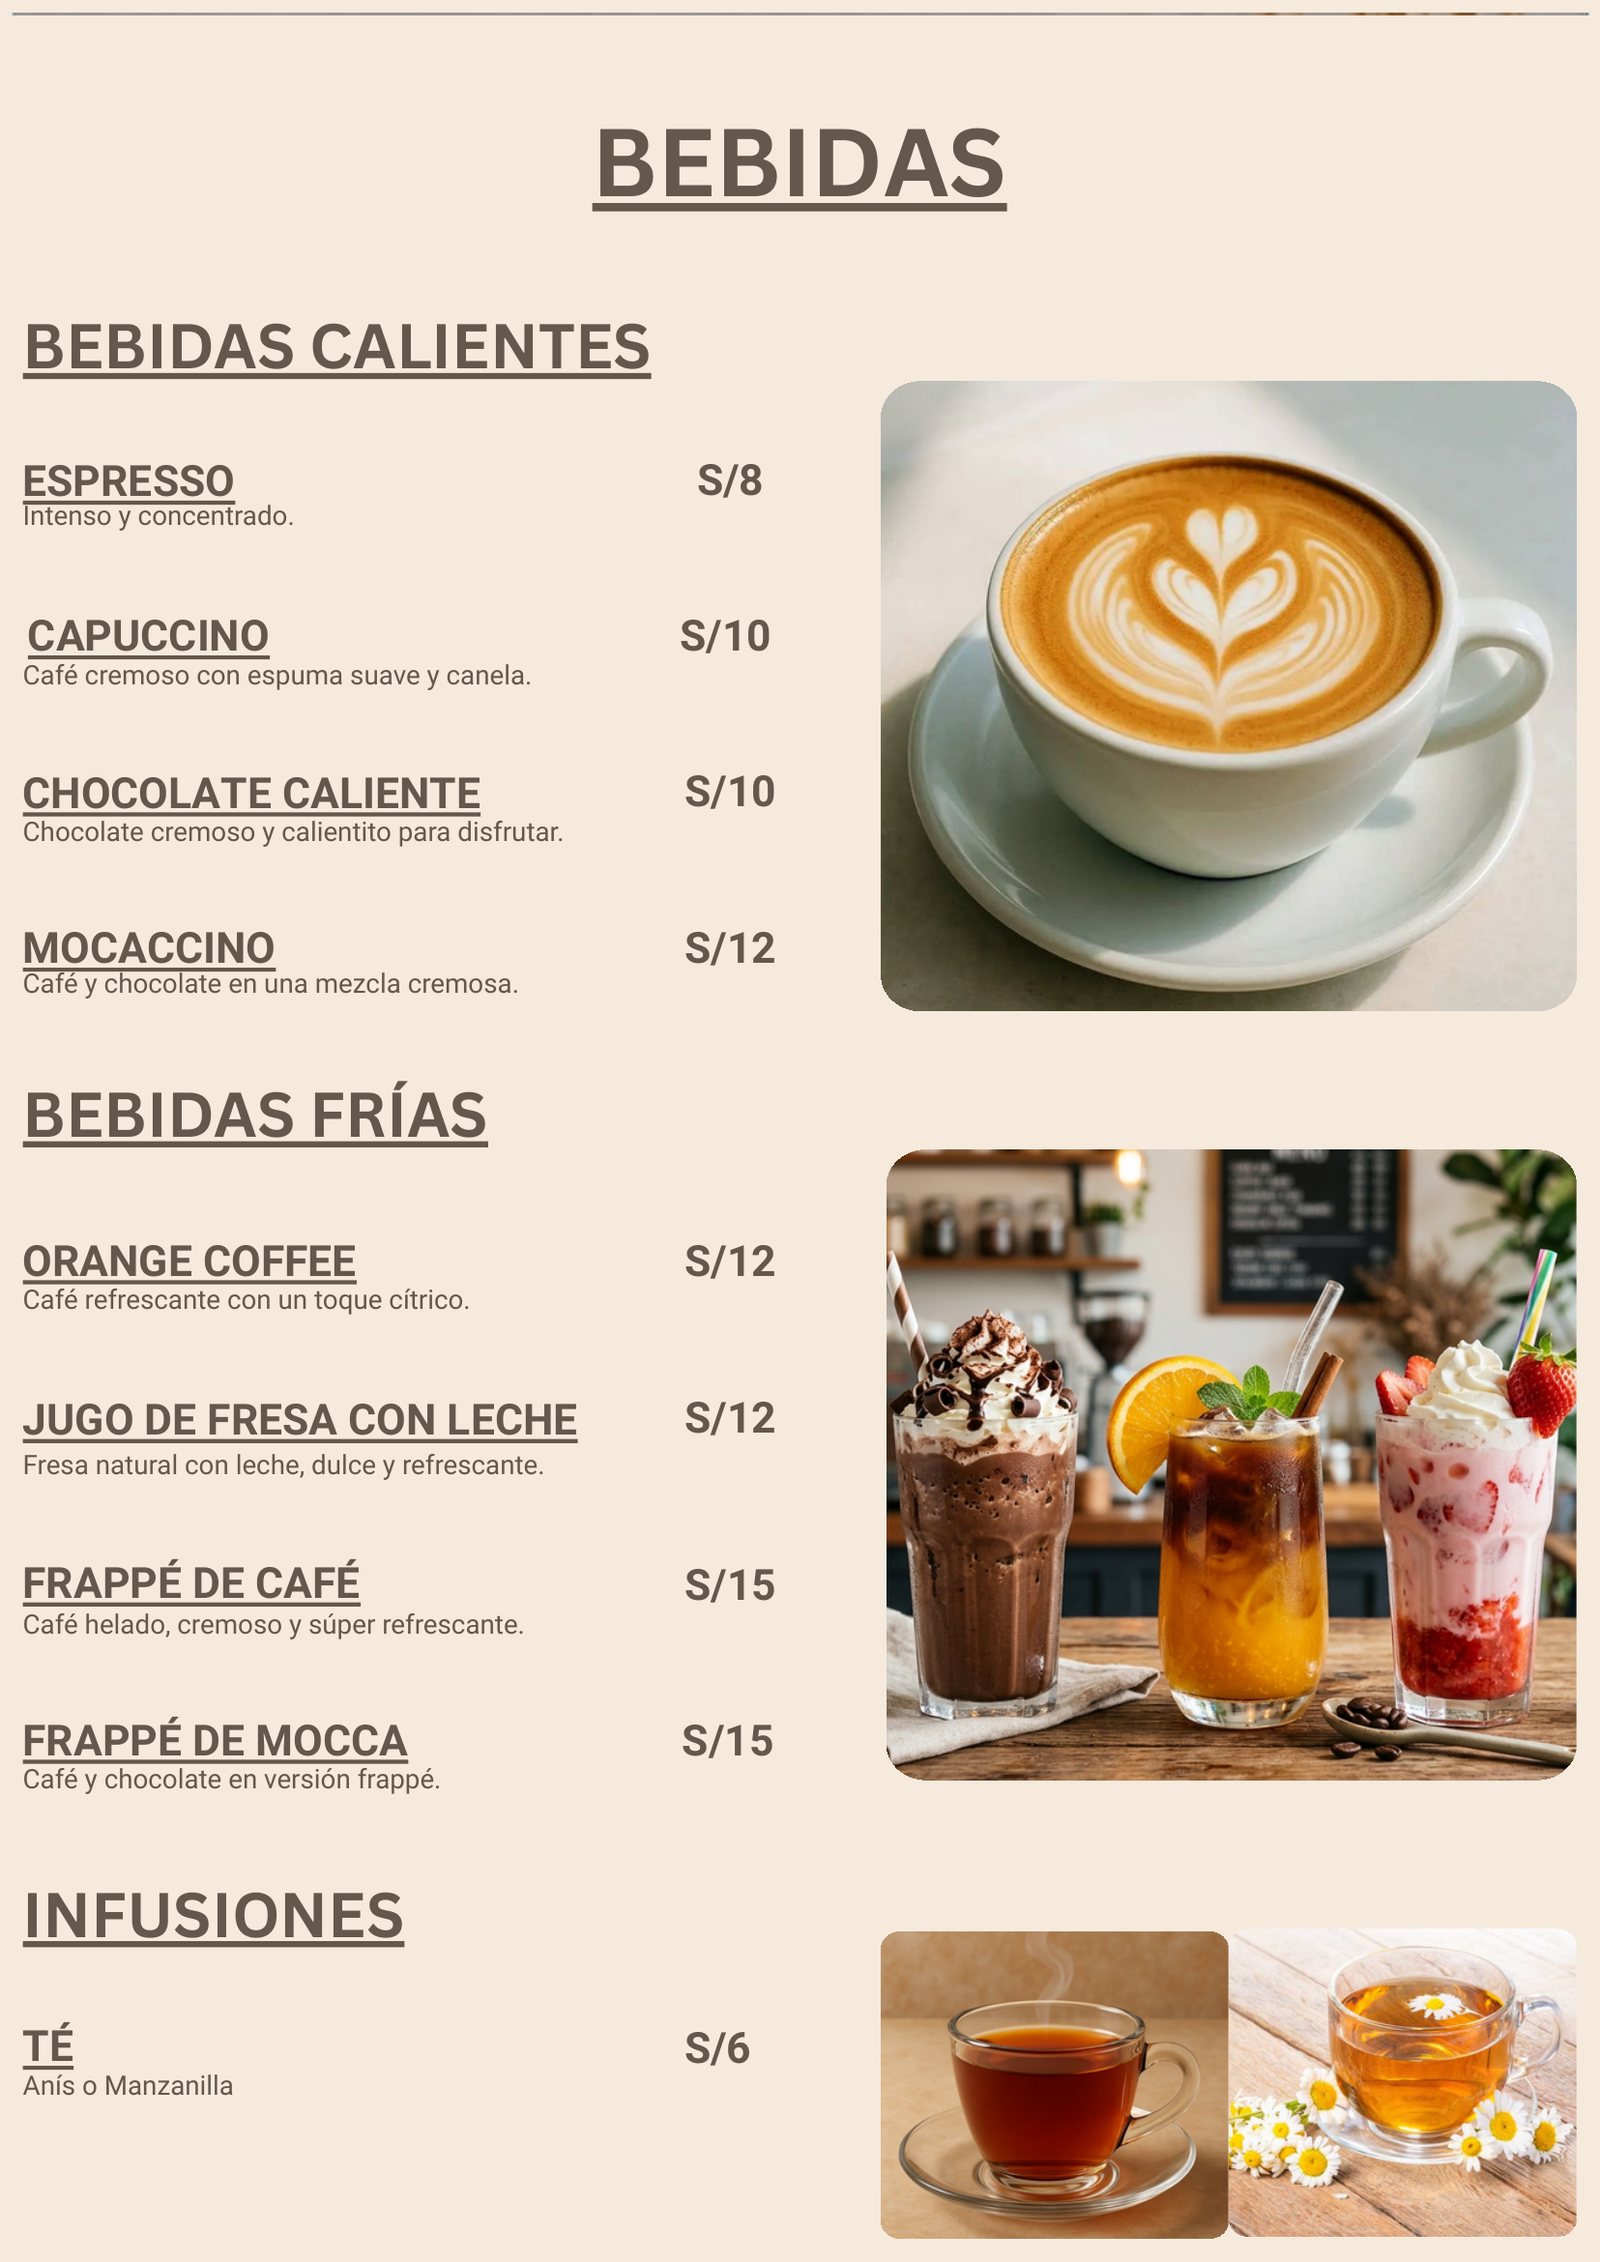 BEBIDAS
BEBIDAS CALIENTES
ESPRESSO S/8
Intenso y concentrado.
CAPUCCINO S/10
Café cremoso con espuma suave y canela.
CHOCOLATE CALIENTE S/10
Chocolate cremoso y calientito para disfrutar.
MOCACCINO S/12
Café y chocolate en una mezcla cremosa.
BEBIDAS FRÍAS
ORANGE COFFEE S/12
Café refrescante con un toque cítrico.
JUGO DE FRESA CON LECHE S/12
Fresa natural con leche, dulce y refrescante.
FRAPPÉ DE CAFÉ S/15
Café helado, cremoso y súper refrescante.
FRAPPÉ DE MOCCA S/15
Café y chocolate en versión frappé.
INFUSIONES
TÉ S/6
Anís o Manzanilla